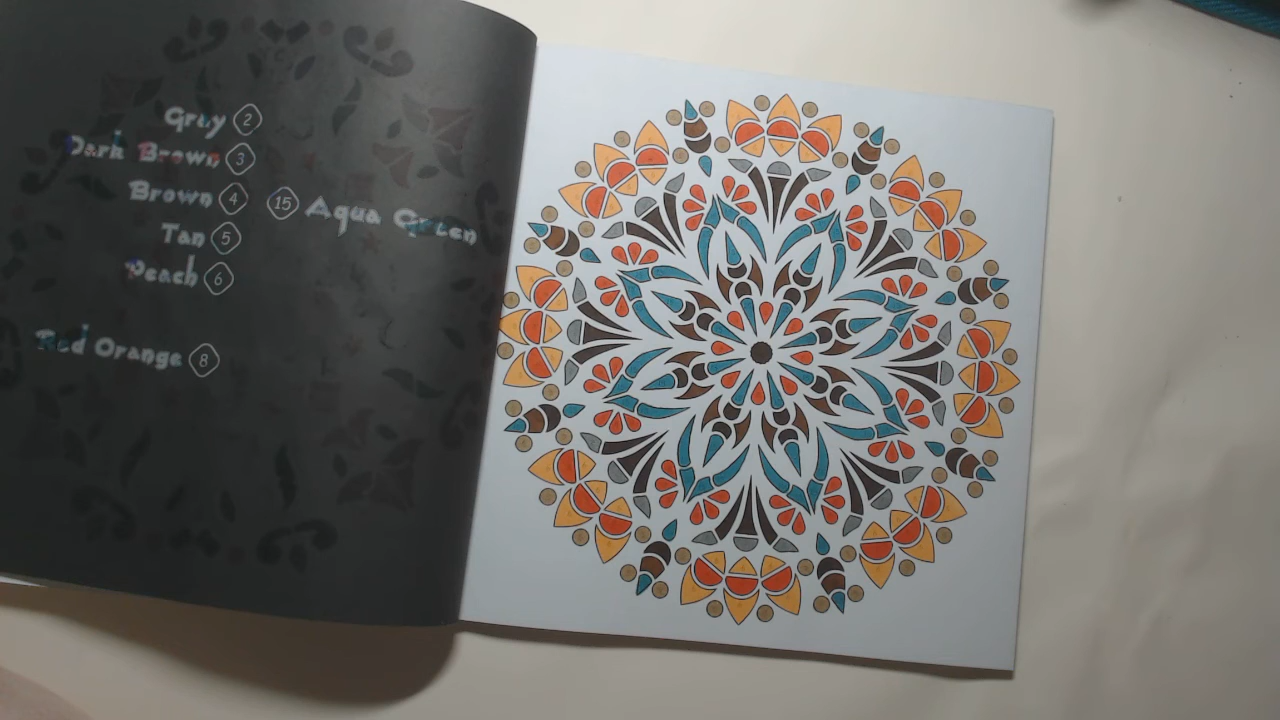 Gray 2
Dark Brown 3
Brown 4
15 Aqua Green
Tan 5
Peach 6
Red Orange 8